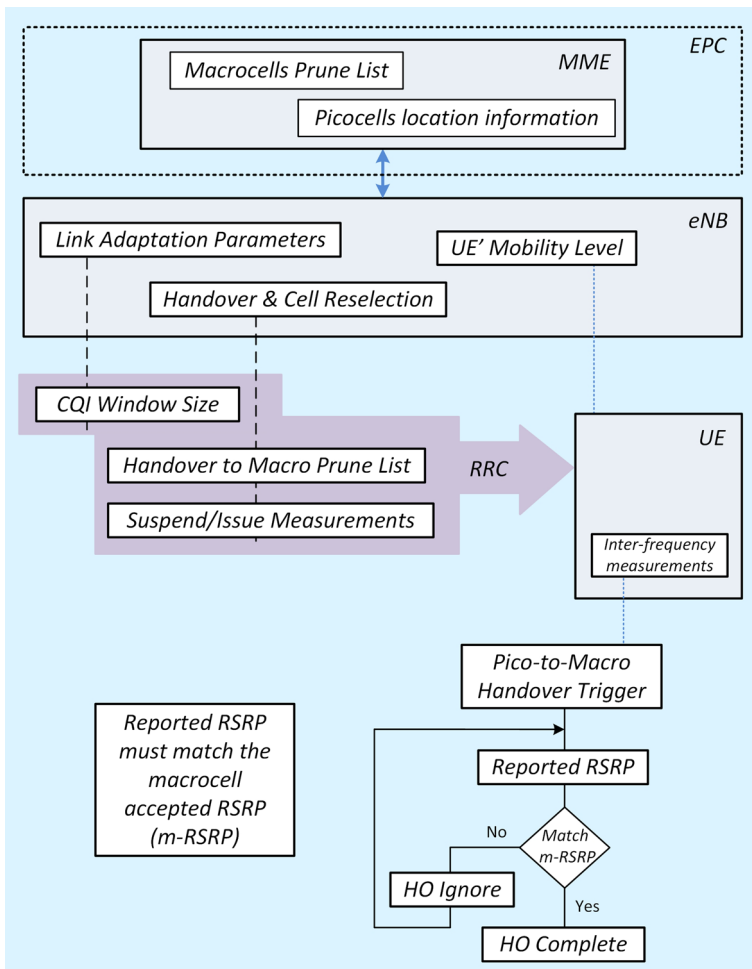 EPC
MME
Macrocells Prune List
Picocells location information
eNB
Link Adaptation Parameters
UE' Mobility Level
Handover & Cell Reselection
CQI Window Size
UE
Handover to Macro Prune List
RRC
Suspend/Issue Measurements
Inter-frequency
measurements
Pico-to-Macro
Handover Trigger
Reported RSRP
must match the
macrocell
accepted RSRP
(m-RSRP)
Reported RSRP
No
Match
m-RSRP
HO Ignore
Yes
HO Complete